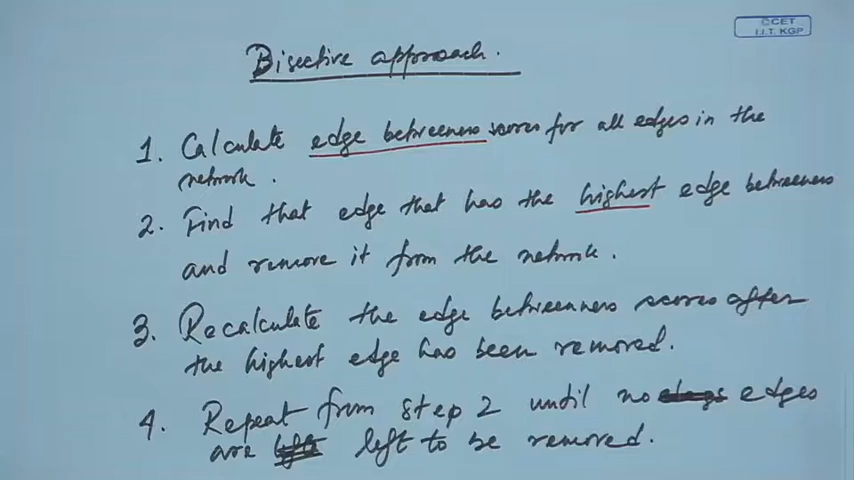 ©CET
I.I.T. KGP
Bisective approach.
1. Calculate edge betweenness scores for all edges in the
network.
2. Find that edge that has the highest edge betweenness
and remove it from the network.
3. Recalculate the edge betweenness scores after
the highest edge has been removed.
4. Repeat from step 2 until no edges
are left to be removed.